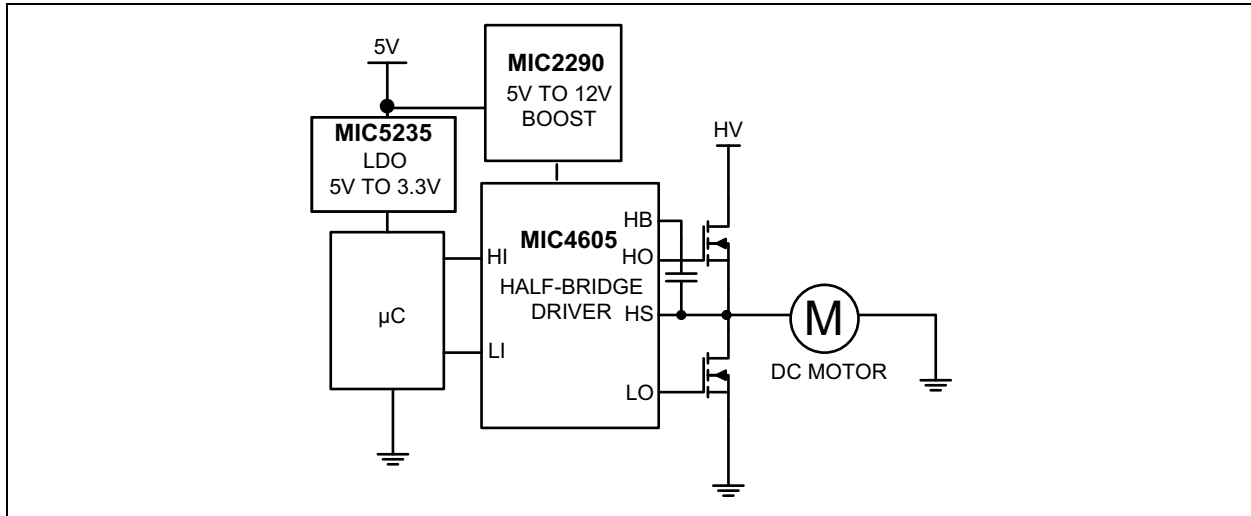 5V
MIC2290
5V TO 12V
BOOST
MIC5235
LDO
5V TO 3.3V
HV
MIC4605
HALF-BRIDGE
DRIVER
HB
HO
HS
LO
HI
LI
µC
M
DC MOTOR